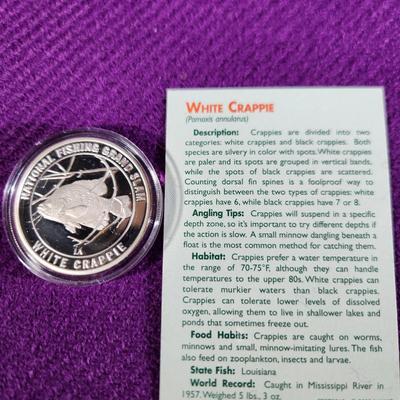 NATIONAL FISHING GRAND SLAM
LA
WHITE CRAPPIE
WHITE CRAPPIE
(Pomoxis annularus)
Description: Crappies are divided into two
categories: white crappies and black crappies. Both
species are silvery in color with spots. White crappies
are paler and its spots are grouped in vertical bands,
while the spots of black crappies are scattered.
Counting dorsal fin spines is a foolproof way to
distinguish between the two types of crappies: white
crappies have 6, while black crappies have 7 or 8.
Angling Tips: Crappies will suspend in a specific
depth zone, so it's important to try different depths if
the action is slow. A small minnow dangling beneath a
float is the most common method for catching them.
Habitat: Crappies prefer a water temperature in
the range of 70-75°F, although they can handle
temperatures to the upper 80s. White crappies can
tolerate murkier waters than black crappies.
Crappies can tolerate lower levels of dissolved
oxygen, allowing them to live in shallower lakes and
ponds that sometimes freeze out.
Food Habits: Crappies are caught on worms,
minnows and small, minnow-imitating lures. The fish
also feed on zooplankton, insects and larvae.
State Fish: Louisiana
World Record: Caught in Mississippi River in
1957. Weighed 5 lbs., 3 oz.